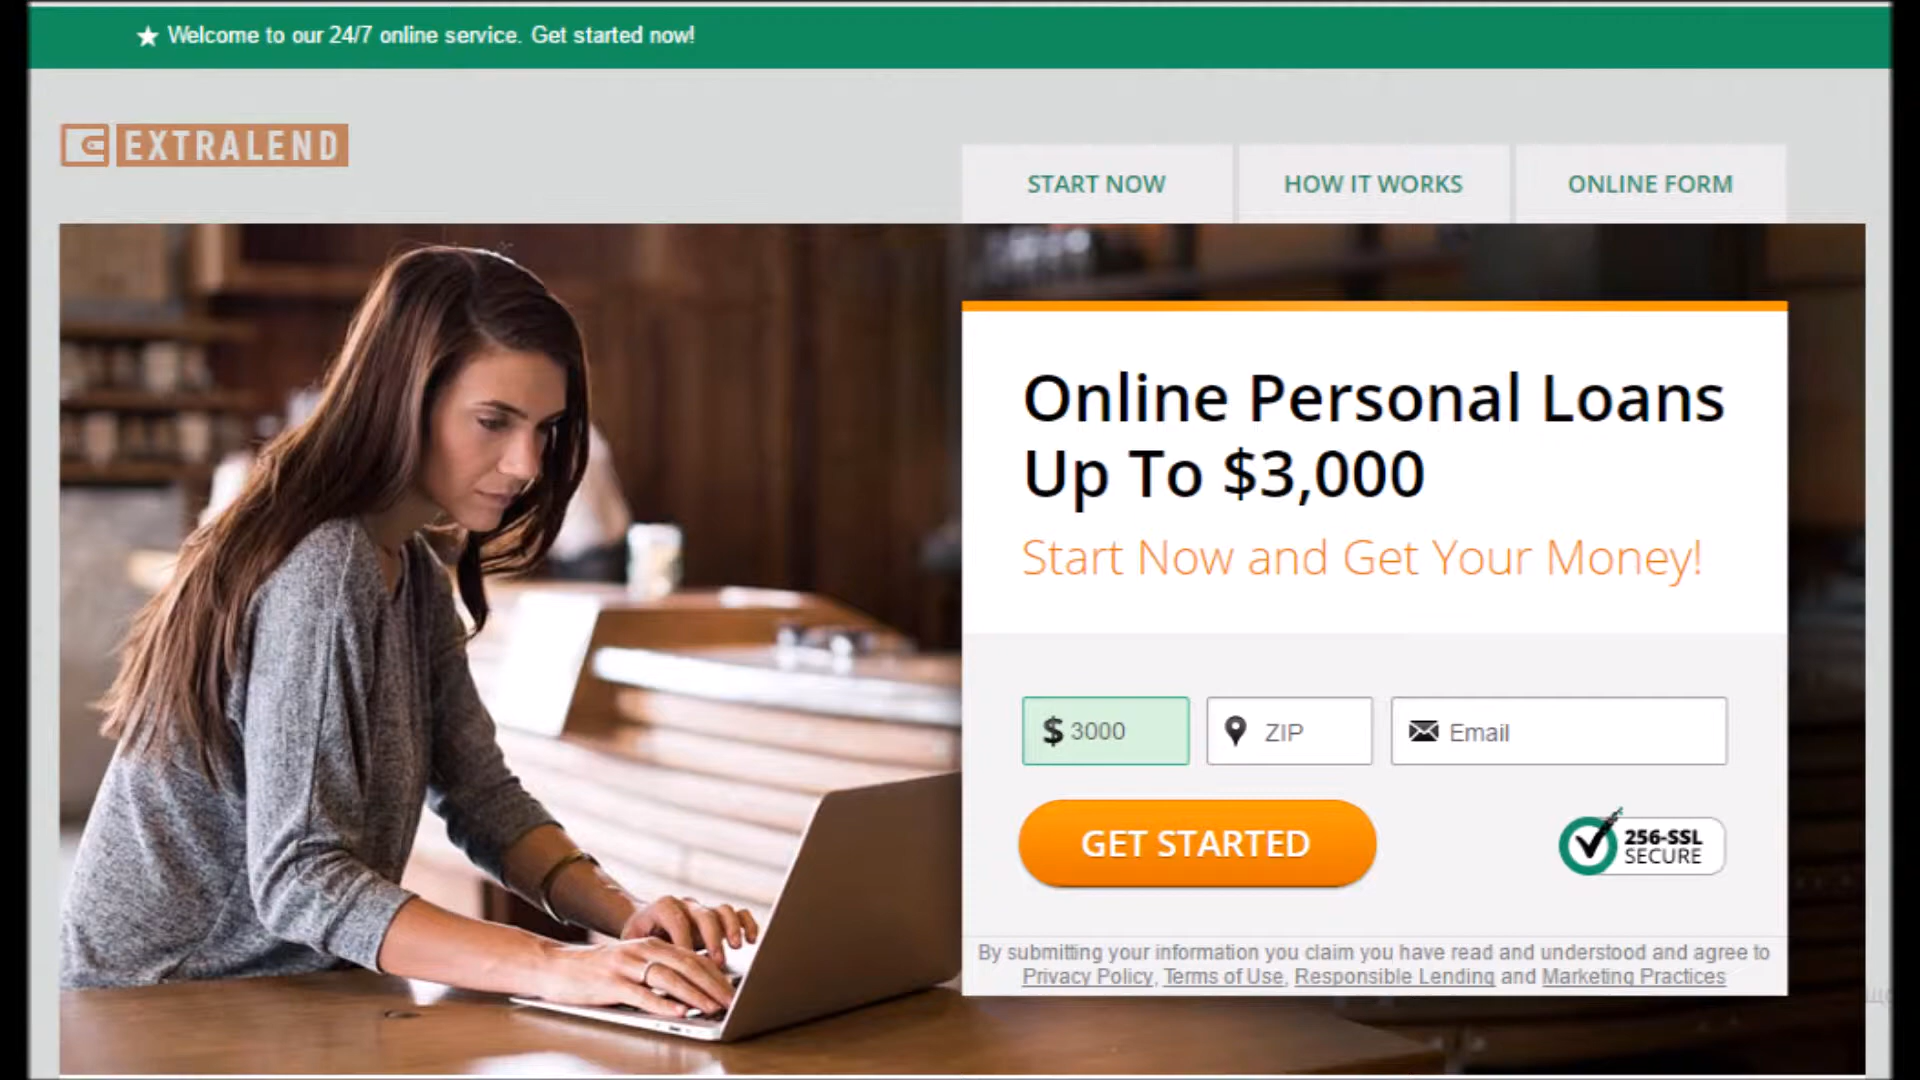 ★ Welcome to our 24/7 online service. Get started now!
EXTRALEND
START NOW
HOW IT WORKS
ONLINE FORM
Online Personal Loans
Up To $3,000
Start Now and Get Your Money!
$ 3000
ZIP
Email
GET STARTED
256-SSL
SECURE
By submitting your information you claim you have read and understood and agree to
Privacy Policy, Terms of Use, Responsible Lending and Marketing Practices